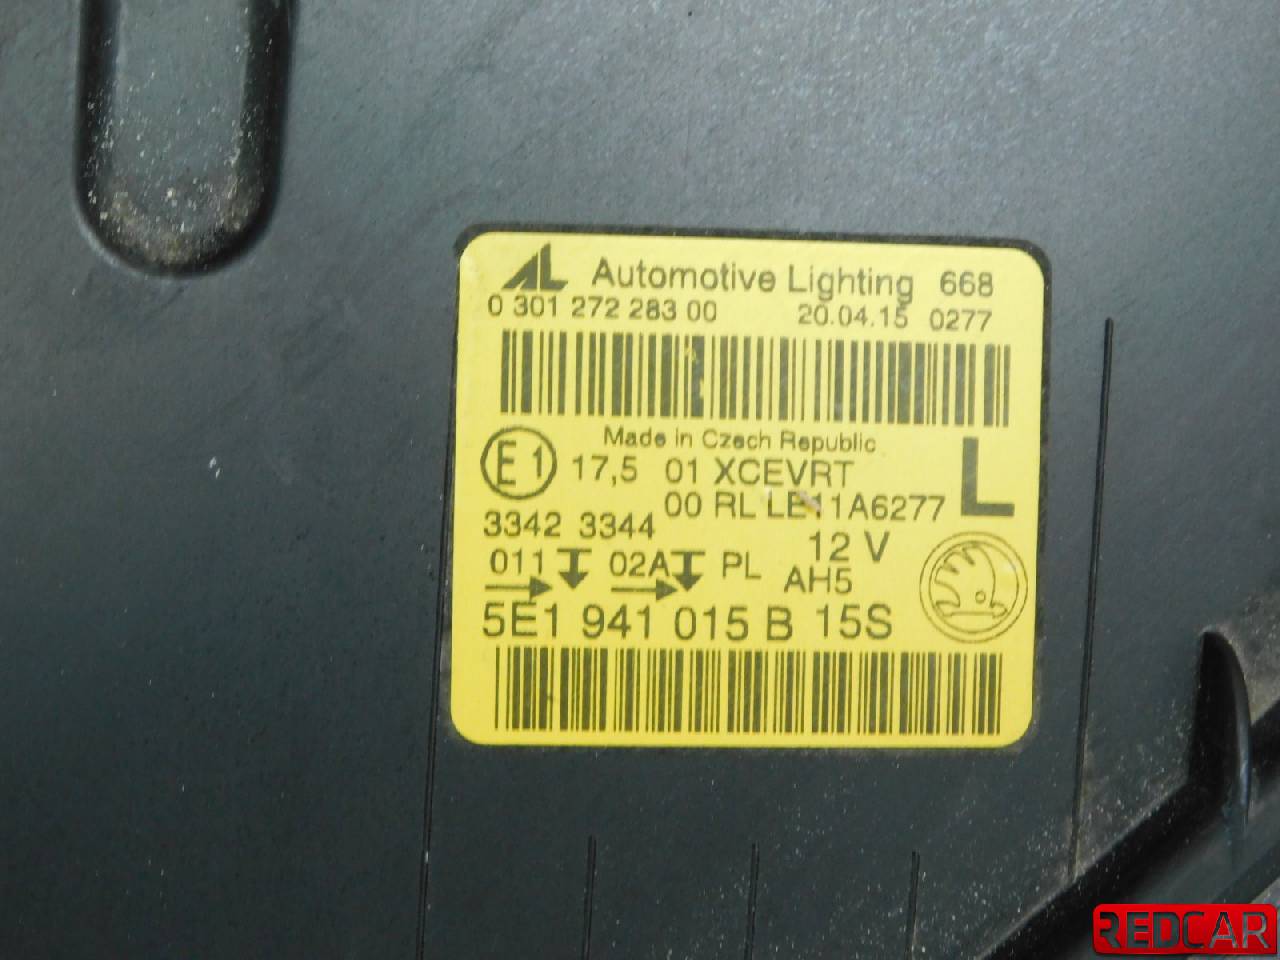 AL Automotive Lighting 668
0 301 272 283 00 20.04.15 0277
Made in Czech Republic
E1 17,5 01 XCEVRT L
00 RL LE11A6277
3342 3344 12 V
011 02A PL AH5
5E1 941 015 B 15S
REDCAR